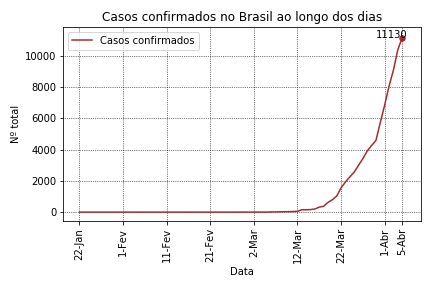 Casos confirmados no Brasil ao longo dos dias
Casos confirmados
11130
10000
8000
6000
4000
2000
0
Nº total
22-Jan
1-Fev
11-Fev
21-Fev
2-Mar
12-Mar
22-Mar
1-Abr
5-Abr
Data